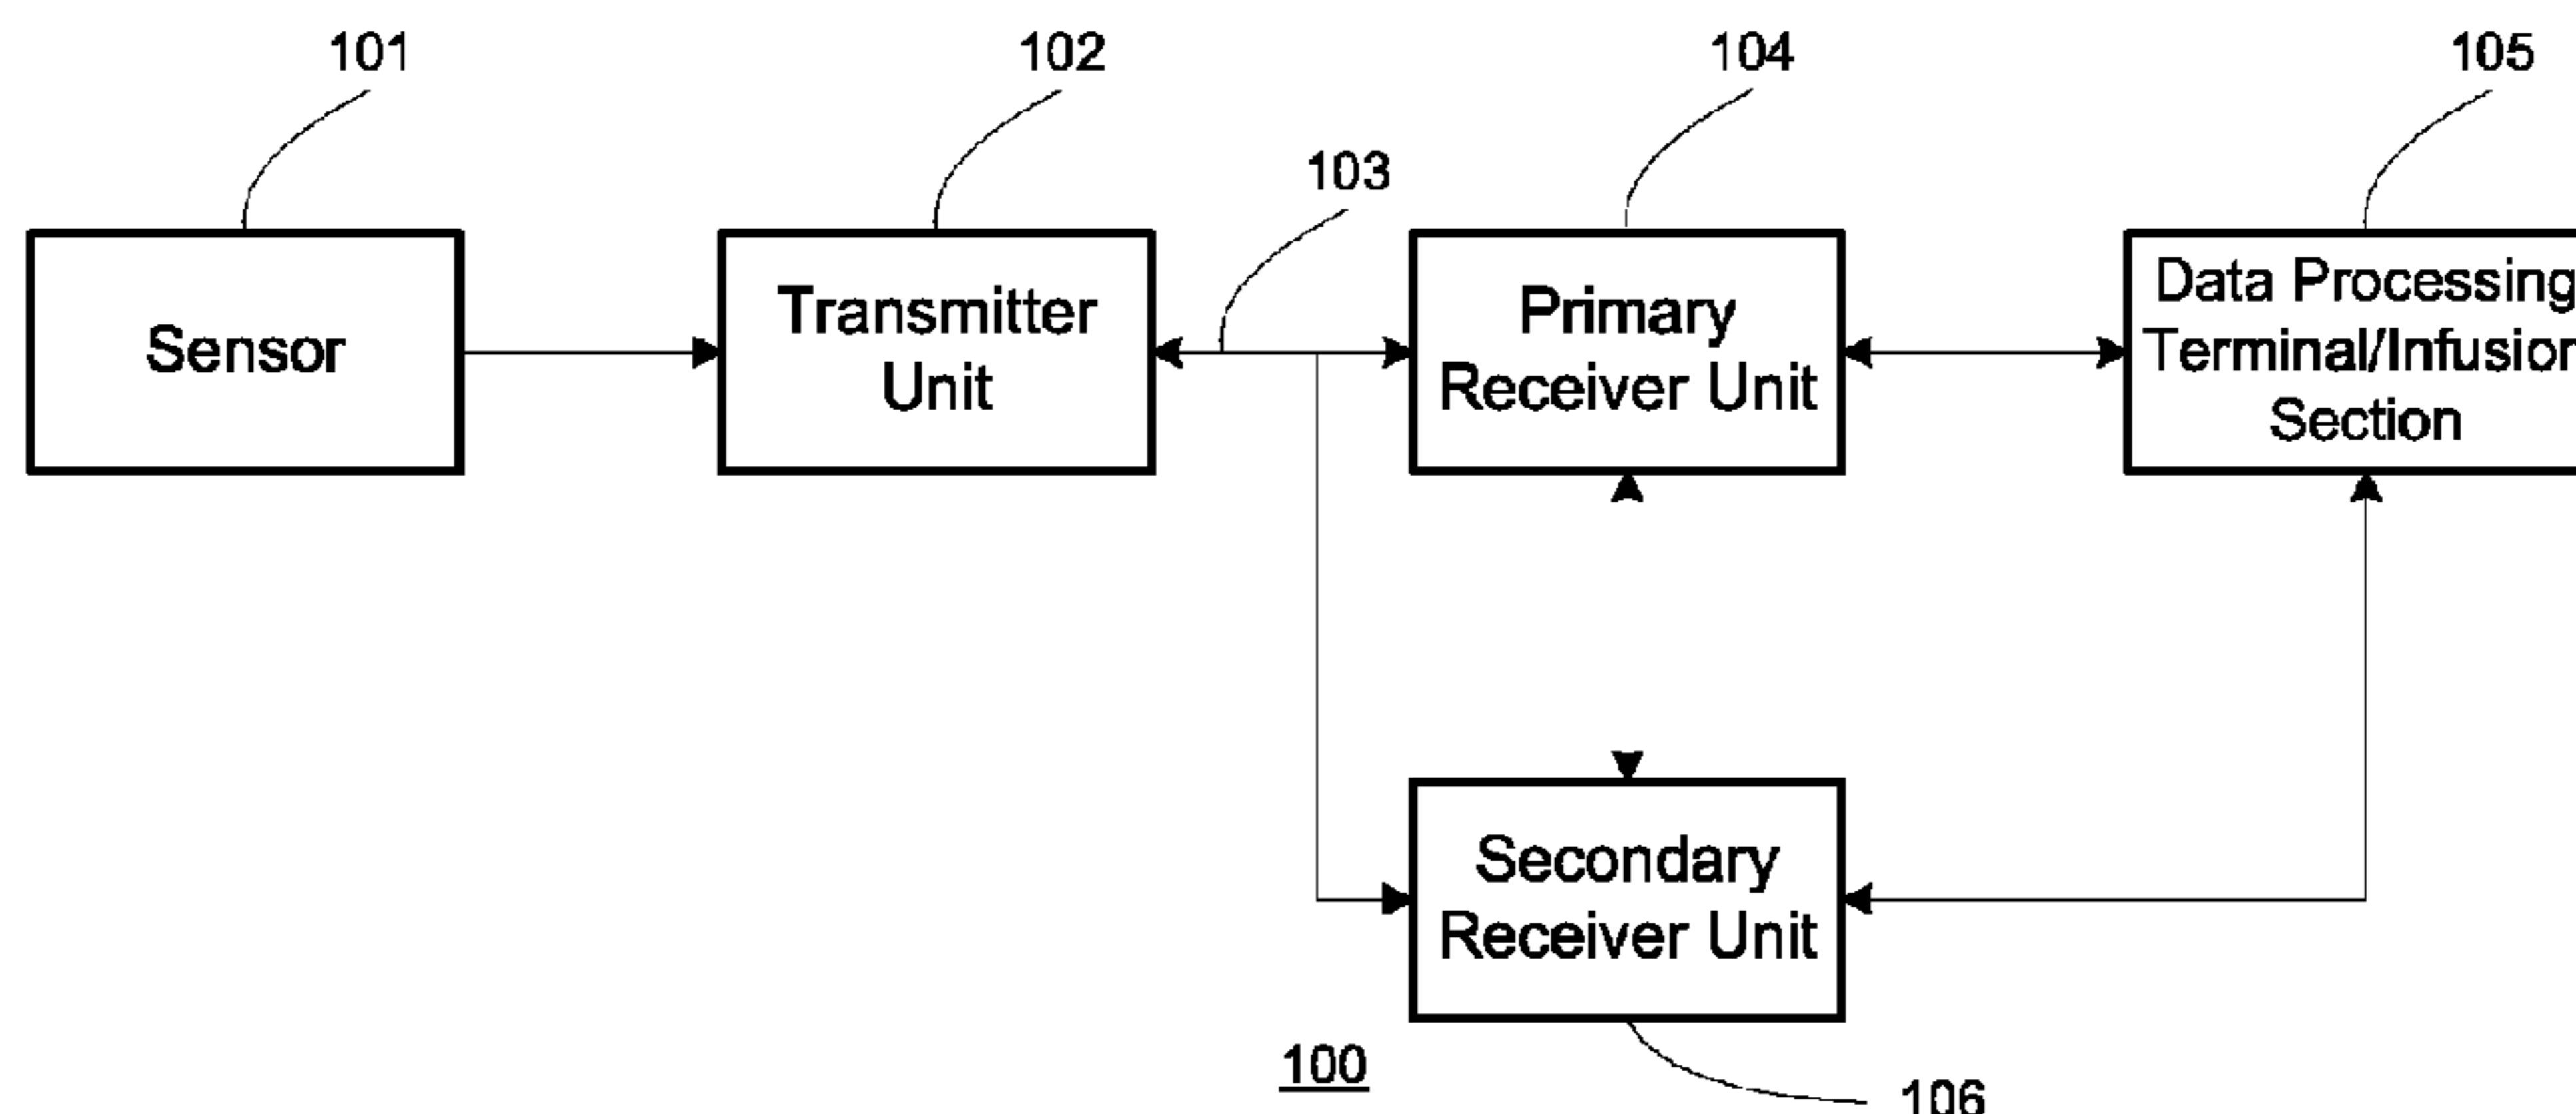 101
102
104
105
103
Sensor
Transmitter
Unit
Primary
Receiver Unit
Data Processing
Terminal/Infusion
Section
Secondary
Receiver Unit
100
106